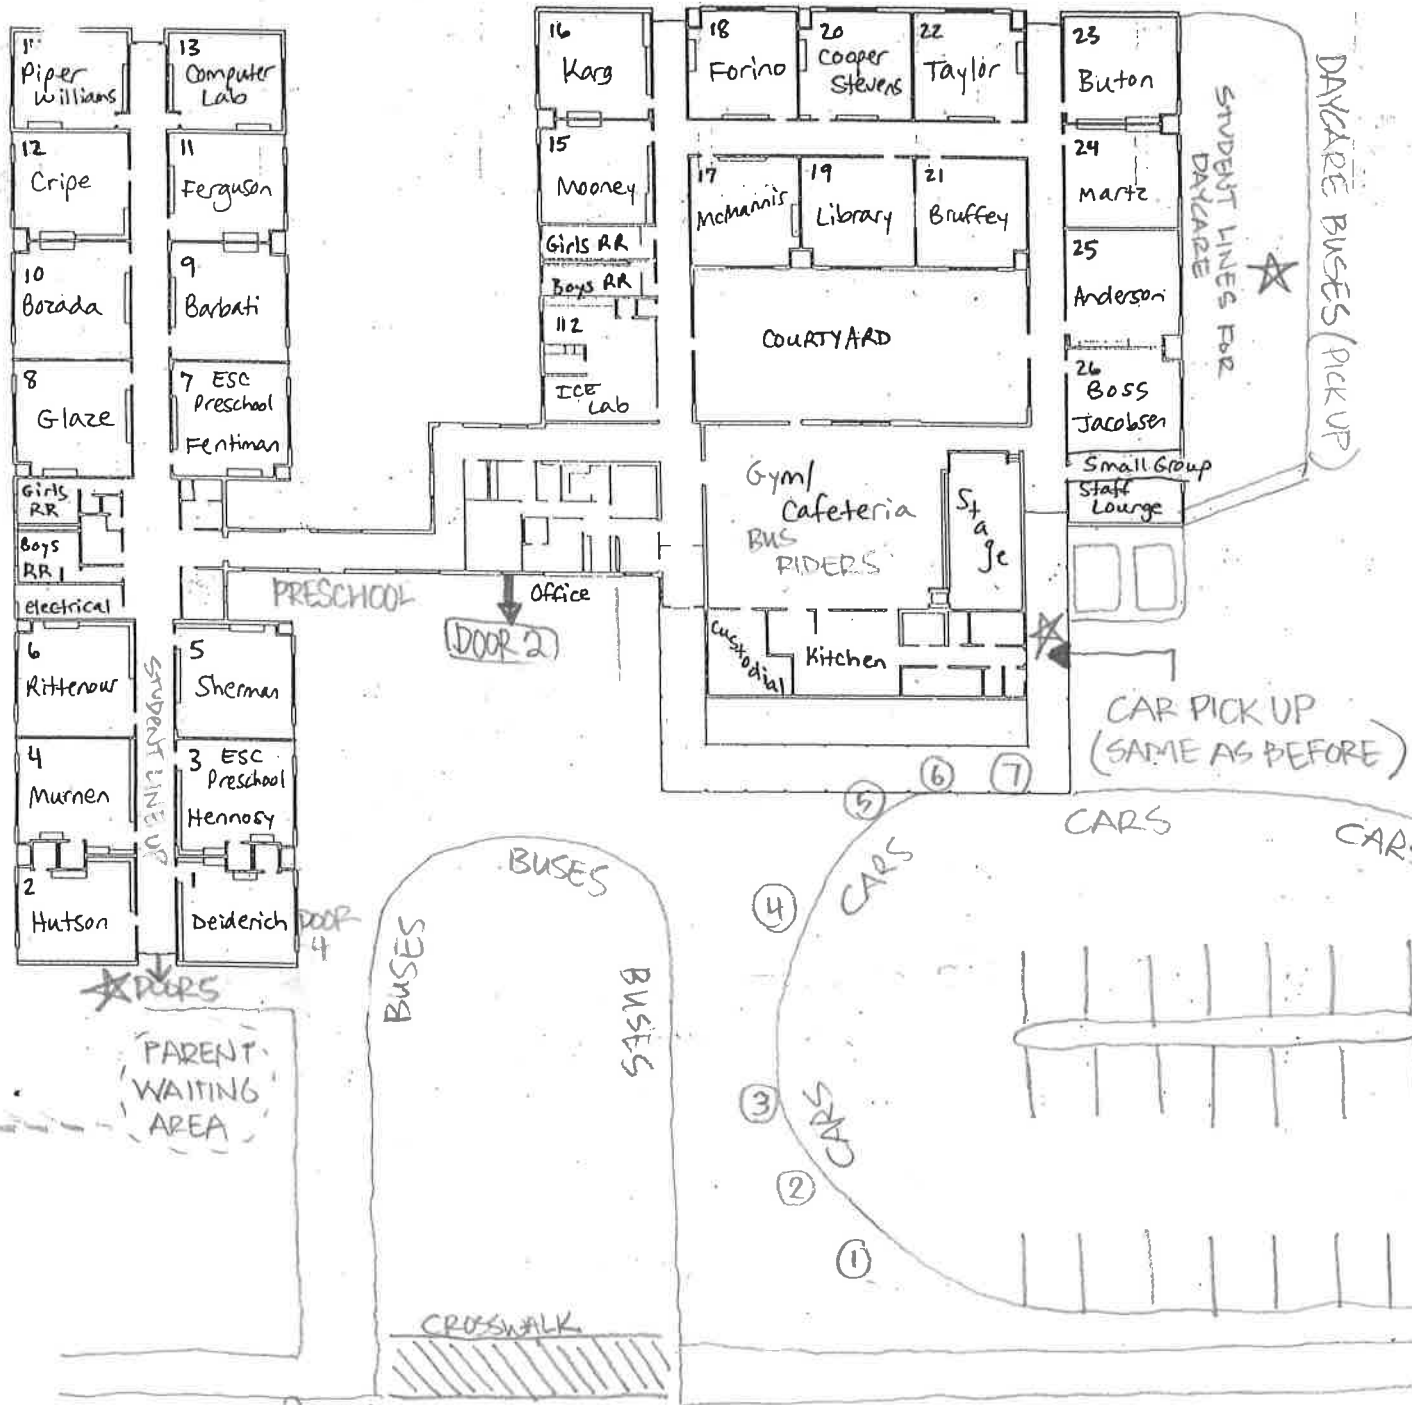 1'
Piper
Williams
13
Computer
Lab
12
Cripe
11
Ferguson
10
Bozada
9
Barbati
8
Glaze
7 ESC
Preschool
Fentiman
Girls
RR
Boys
RR
electrical
6
Rittenour
5
Sherman
4
Murnen
3 ESC
Preschool
Hennosy
2
Hutson
1
Deiderich
STUDENT LINE UP
DOOR
4
DOORS
PARENT
WAITING
AREA
16
Karg
15
Mooney
Girls RR
Boys RR
112
ICE
Lab
18
Forino
20
Cooper
Stevens
22
Taylor
17
McMannis
19
Library
21
Bruffey
COURTYARD
23
Buton
24
Martz
25
Anderson
26
Boss
Jacobsen
Small Group
Staff
Lounge
STUDENT LINES FOR
DAYCARE
DAYCARE BUSES (PICK UP)
Gym/
Cafeteria
BUS
RIDERS
Stage
Custodial
Kitchen
PRESCHOOL
Office
DOOR 2
CAR PICK UP
(SAME AS BEFORE)
7
6
5
4
3
2
1
CARS
CARS
CARS
CARS
BUSES
BUSES
BUSES
CROSSWALK